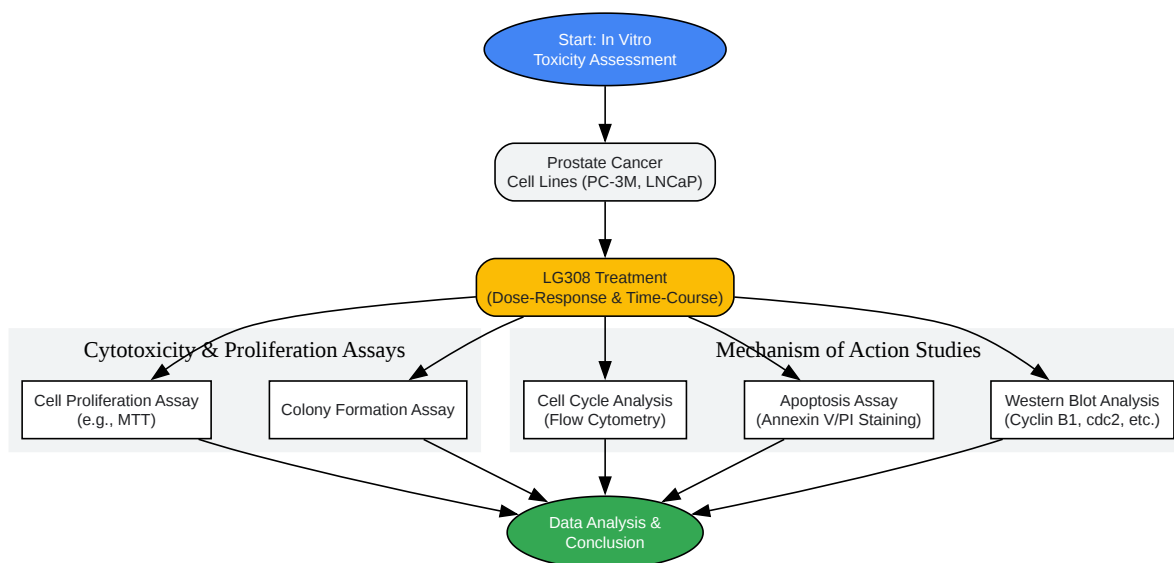 Start: In Vitro
Toxicity Assessment
Prostate Cancer
Cell Lines (PC-3M, LNCaP)
LG308 Treatment
(Dose-Response & Time-Course)
Cytotoxicity & Proliferation Assays
Mechanism of Action Studies
Cell Proliferation Assay
(e.g., MTT)
Colony Formation Assay
Cell Cycle Analysis
(Flow Cytometry)
Apoptosis Assay
(Annexin V/PI Staining)
Western Blot Analysis
(Cyclin B1, cdc2, etc.)
Data Analysis &
Conclusion